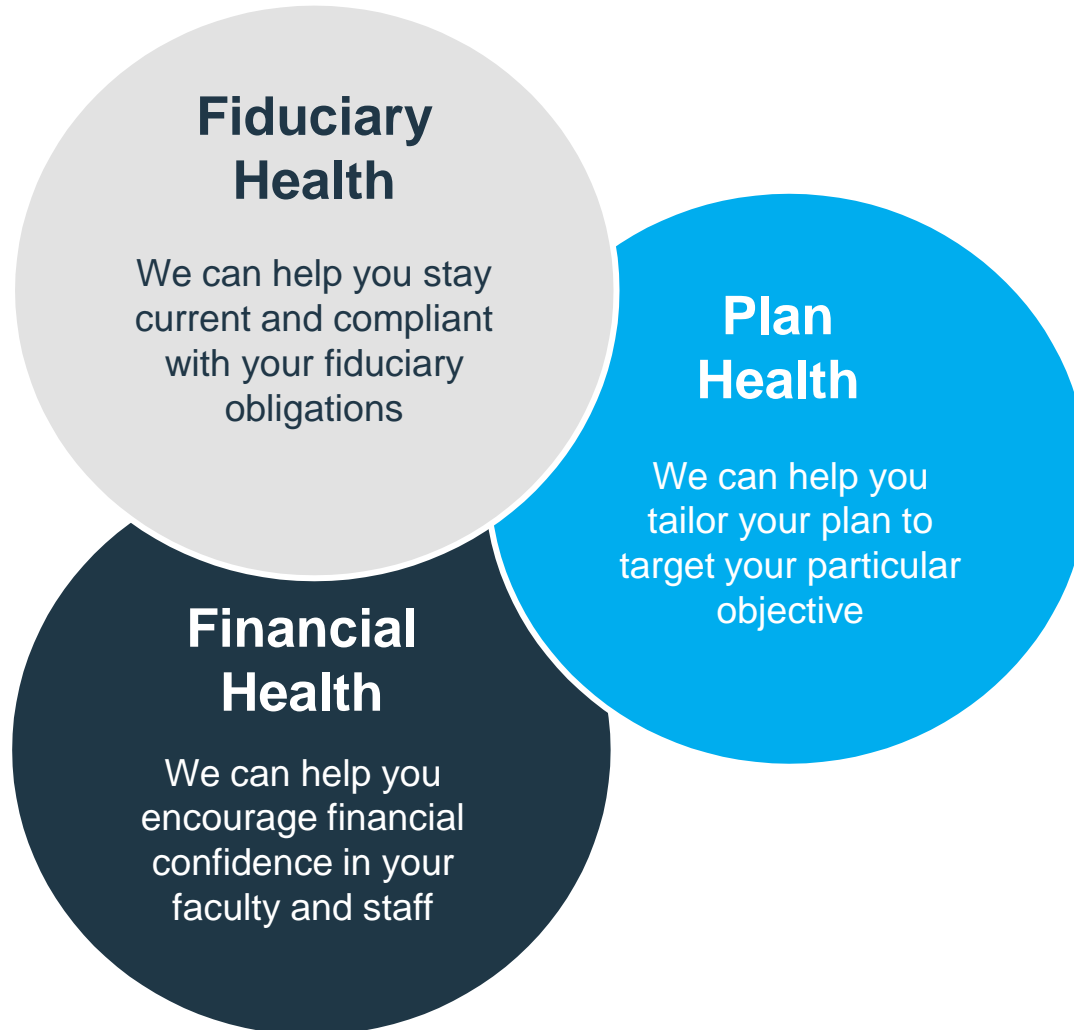 Fiduciary
Health
We can help you stay
current and compliant
with your fiduciary
obligations
Plan
Health
We can help you
tailor your plan to
target your particular
objective
Financial
Health
We can help you
encourage financial
confidence in your
faculty and staff